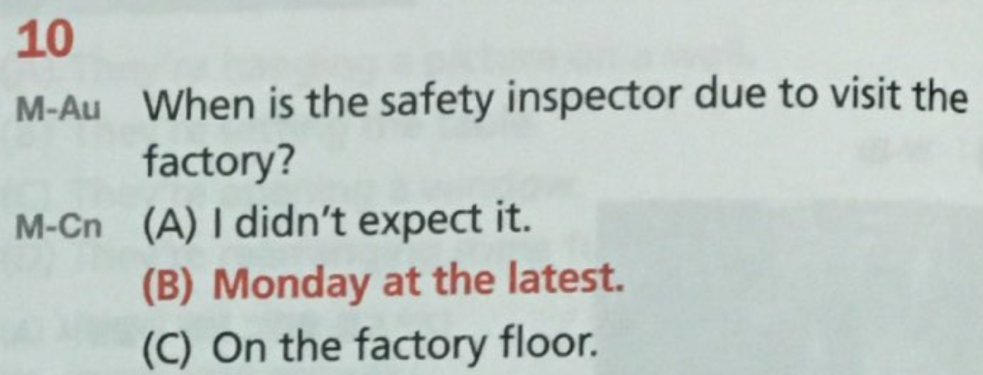 10
M-Au When is the safety inspector due to visit the
factory?
M-Cn (A) I didn't expect it.
(B) Monday at the latest.
(C) On the factory floor.